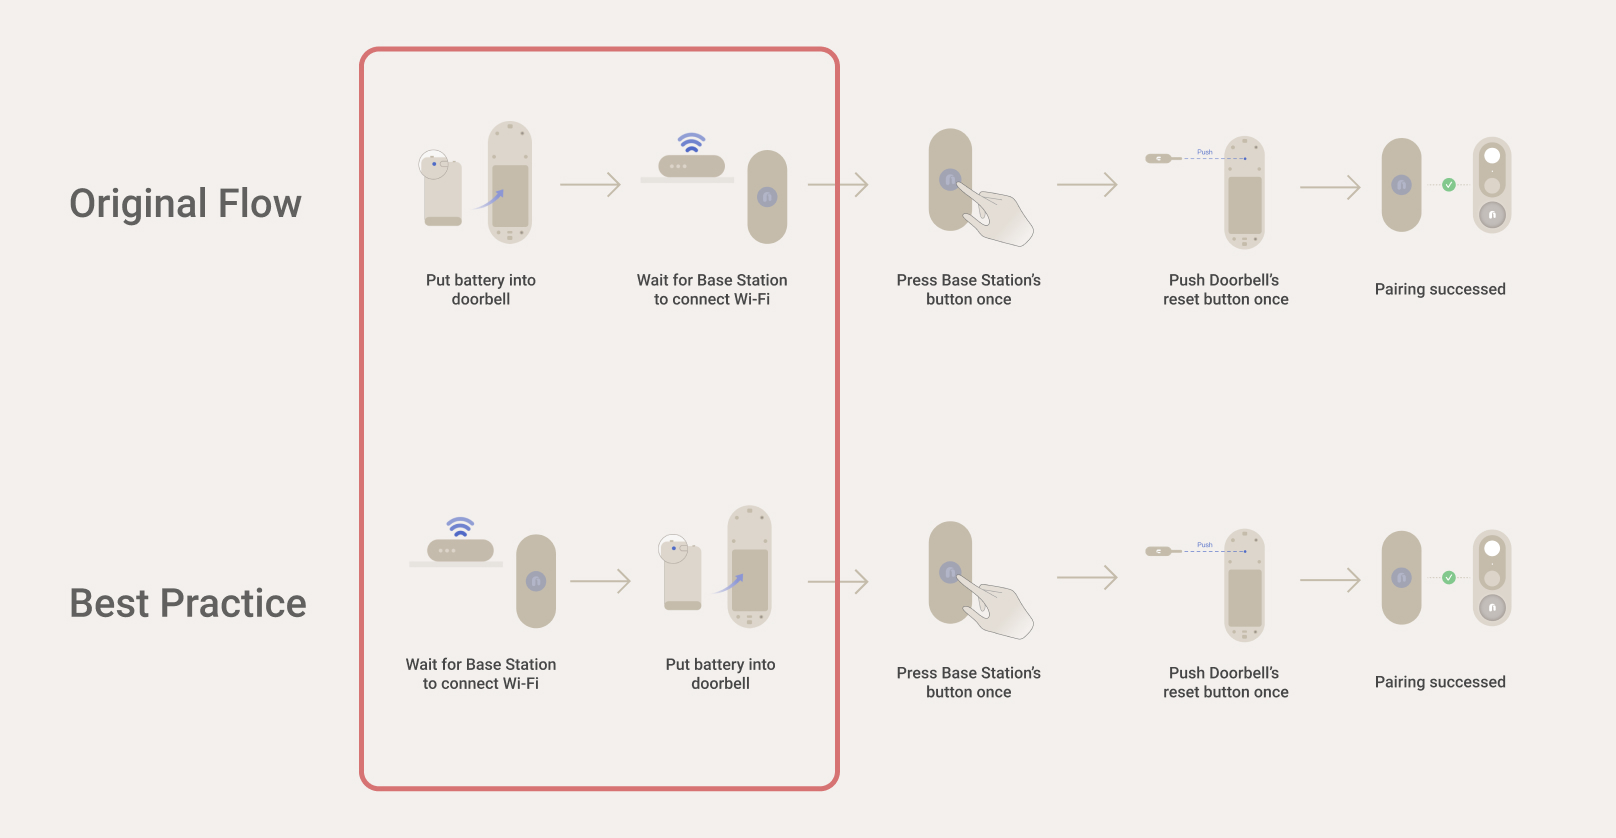 Original Flow
Push
Put battery into
doorbell
Wait for Base Station
to connect Wi-Fi
Press Base Station's
button once
Push Doorbell's
reset button once
Pairing successed
Best Practice
Push
Wait for Base Station
to connect Wi-Fi
Put battery into
doorbell
Press Base Station's
button once
Push Doorbell's
reset button once
Pairing successed